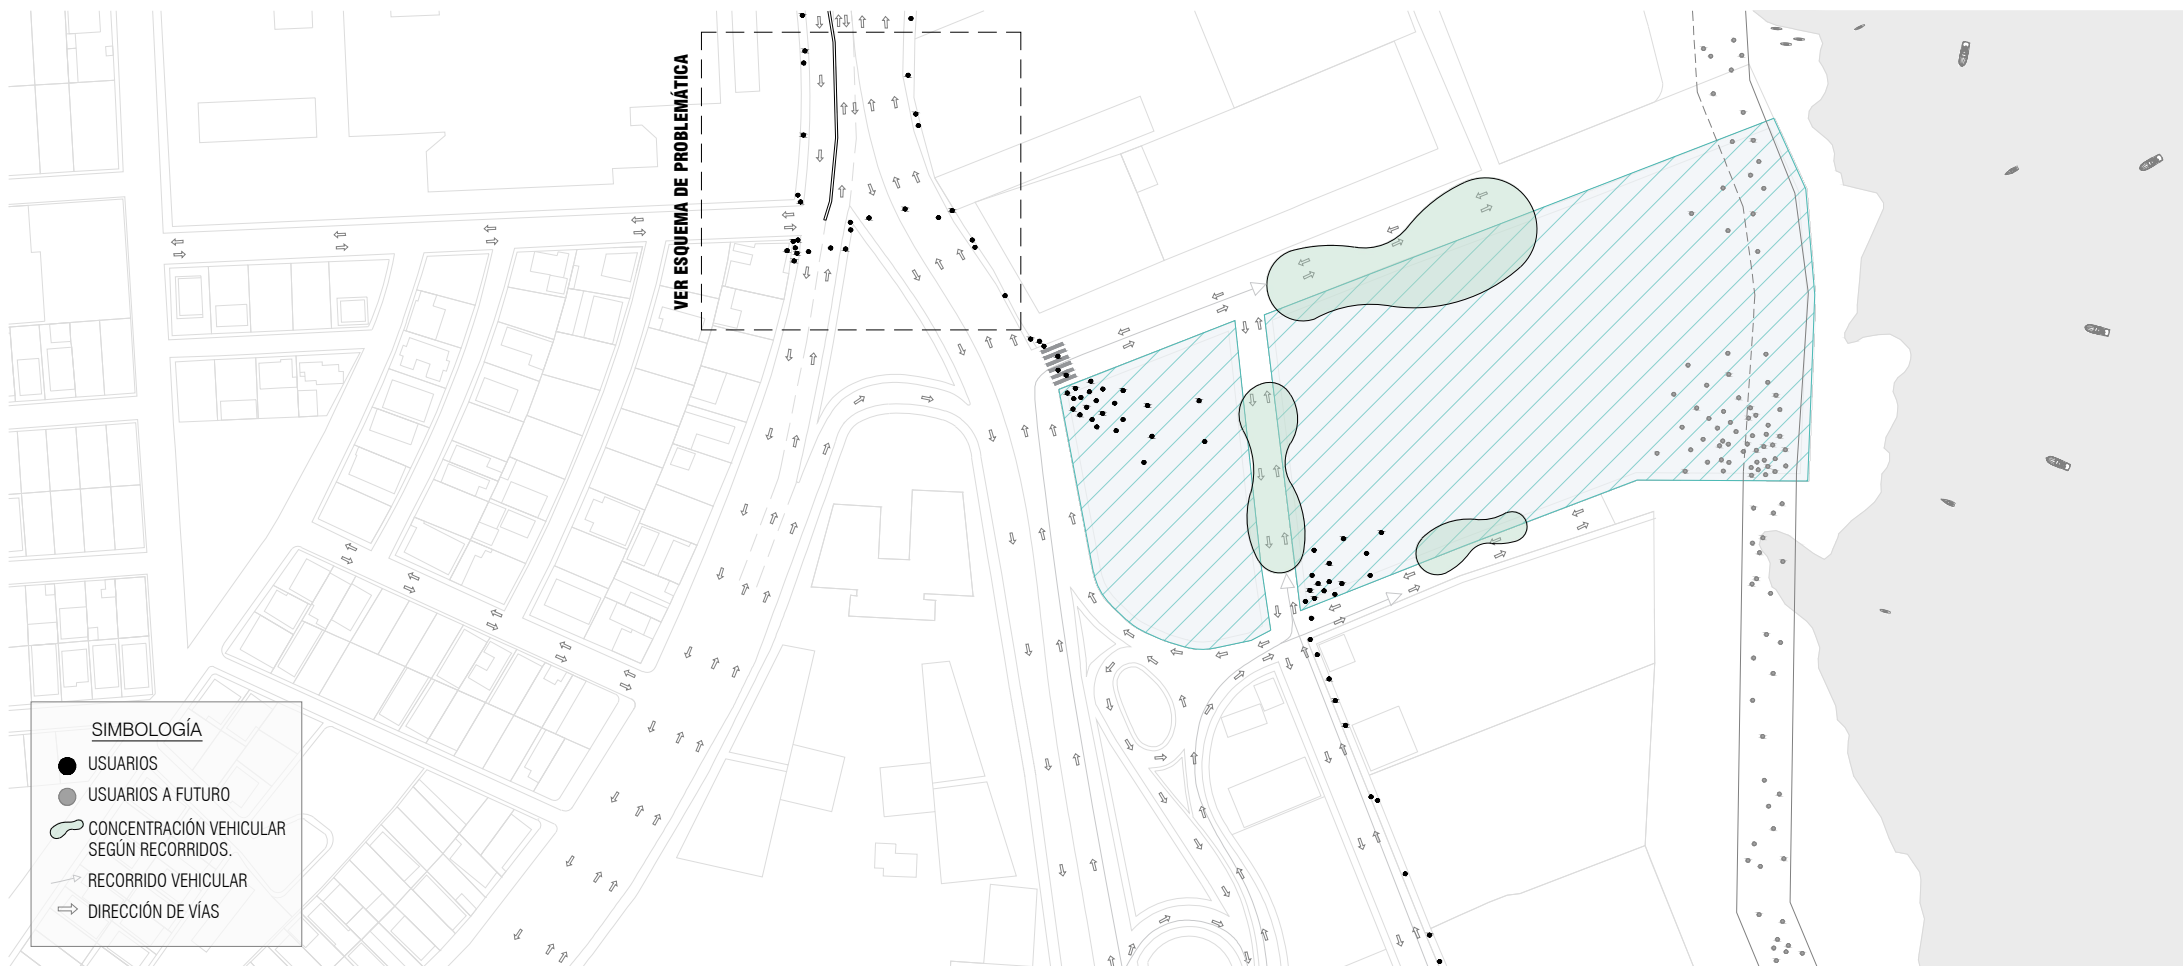 VER ESQUEMA DE PROBLEMÁTICA
SIMBOLOGÍA
USUARIOS
USUARIOS A FUTURO
CONCENTRACIÓN VEHICULAR
SEGÚN RECORRIDOS.
RECORRIDO VEHICULAR
DIRECCIÓN DE VÍAS